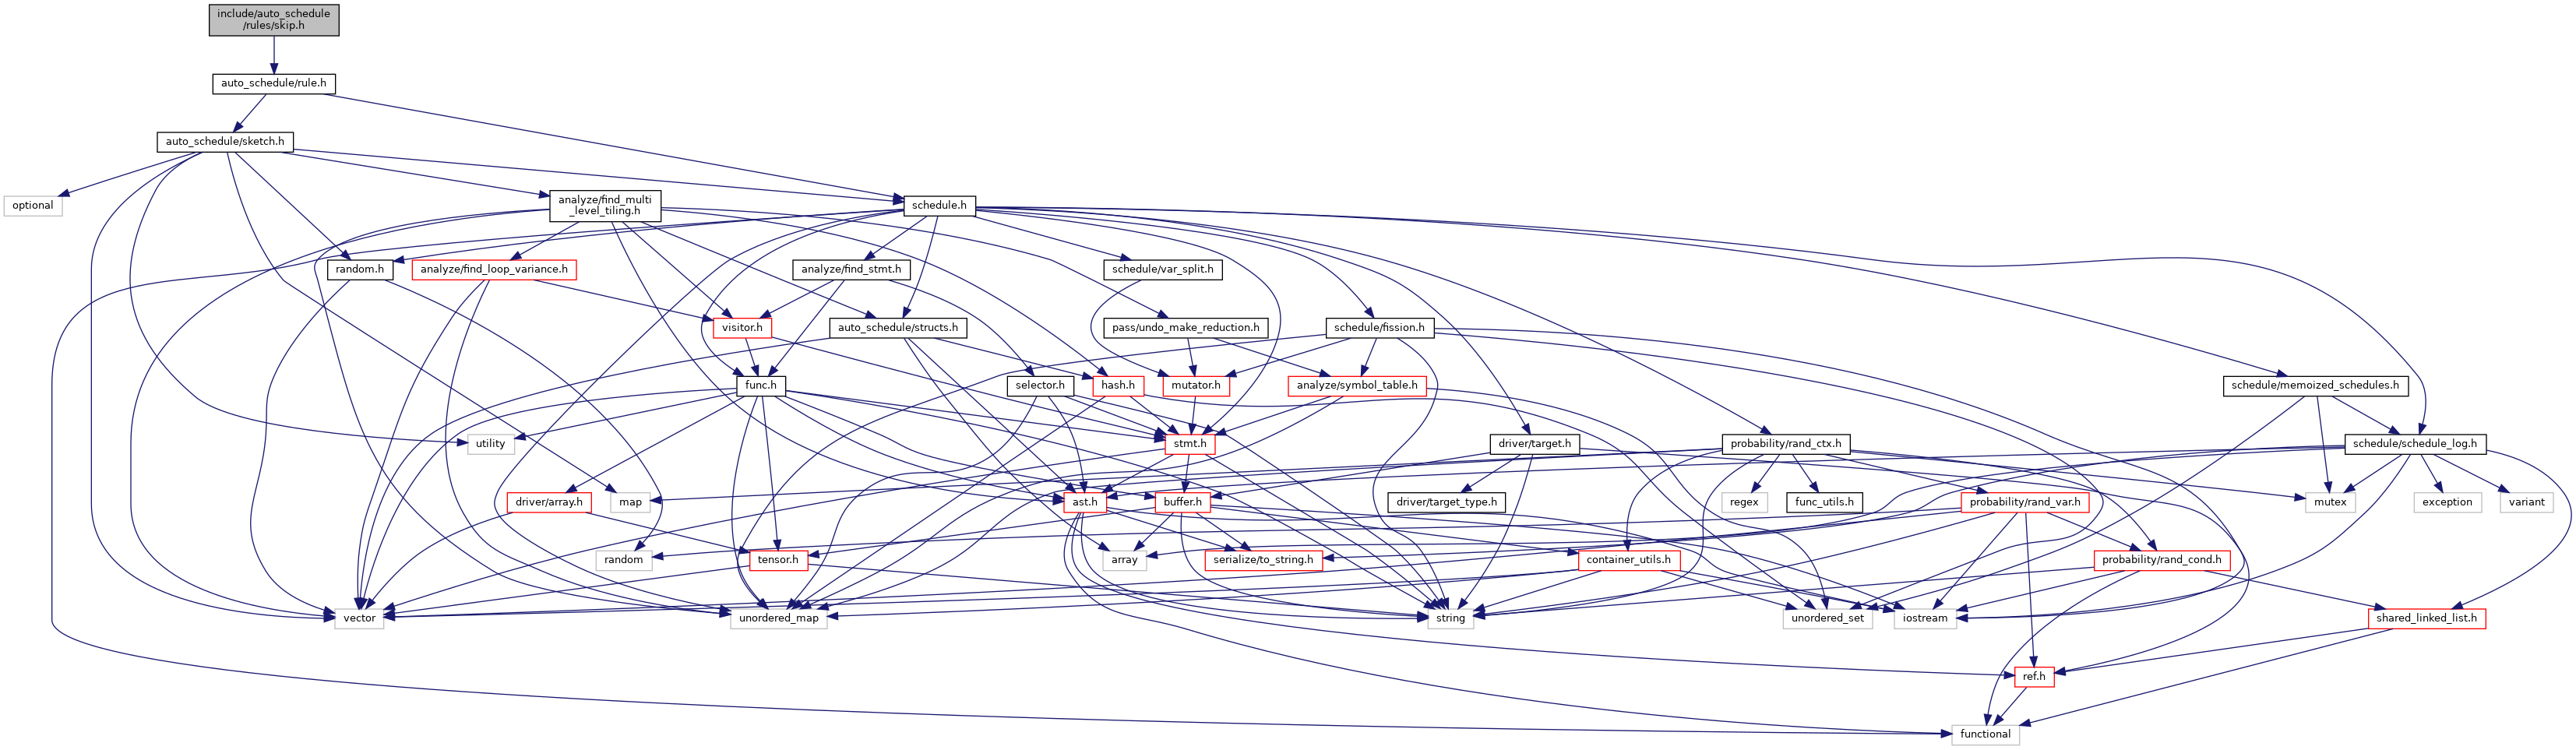 include/auto_schedule
/rules/skip.h
auto_schedule/rule.h
auto_schedule/sketch.h
optional
analyze/find_multi
_level_tiling.h
schedule.h
random.h
analyze/find_loop_variance.h
analyze/find_stmt.h
schedule/var_split.h
visitor.h
auto_schedule/structs.h
pass/undo_make_reduction.h
schedule/fission.h
func.h
selector.h
hash.h
mutator.h
analyze/symbol_table.h
schedule/memoized_schedules.h
utility
stmt.h
driver/target.h
probability/rand_ctx.h
schedule/schedule_log.h
driver/array.h
map
ast.h
buffer.h
driver/target_type.h
regex
func_utils.h
probability/rand_var.h
mutex
exception
variant
random
tensor.h
array
serialize/to_string.h
container_utils.h
probability/rand_cond.h
vector
unordered_map
string
unordered_set
iostream
shared_linked_list.h
ref.h
functional